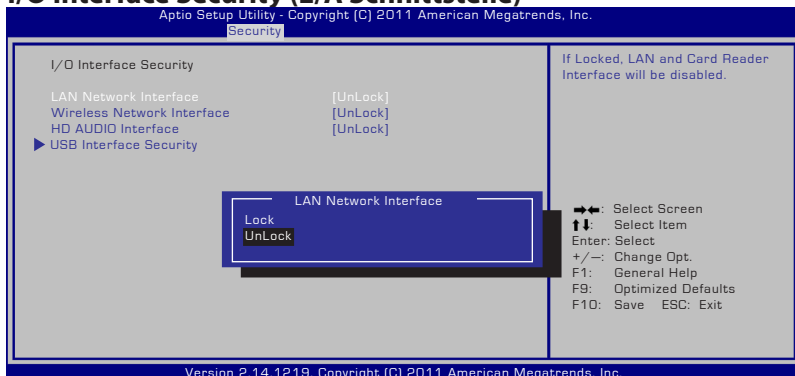 I/O Interface Security (E/A Schnittstelle)
Aptio Setup Utility - Copyright (C) 2011 American Megatrends, Inc.
Security
I/O Interface Security
LAN Network Interface [UnLock]
Wireless Network Interface [UnLock]
HD AUDIO Interface [UnLock]
USB Interface Security
If Locked, LAN and Card Reader
Interface will be disabled.
LAN Network Interface
Lock
UnLock
→←: Select Screen
↑↓: Select Item
Enter: Select
+/—: Change Opt.
F1: General Help
F9: Optimized Defaults
F10: Save ESC: Exit
Version 2.14.1219. Copyright (C) 2011 American Megatrends, Inc.